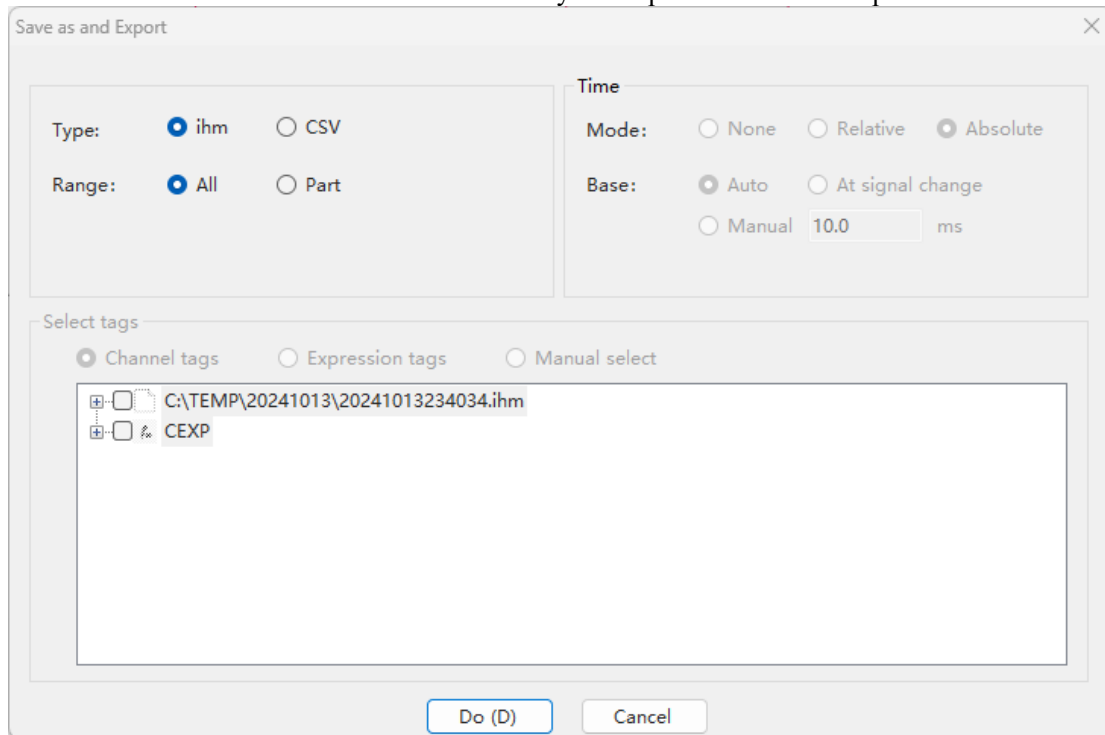 Save as and Export
Type: ihm CSV
Range: All Part
Time
Mode: None Relative Absolute
Base: Auto At signal change
Manual 10.0 ms
Select tags
Channel tags Expression tags Manual select
C:\TEMP\20241013\20241013234034.ihm
CEXP
Do (D) Cancel